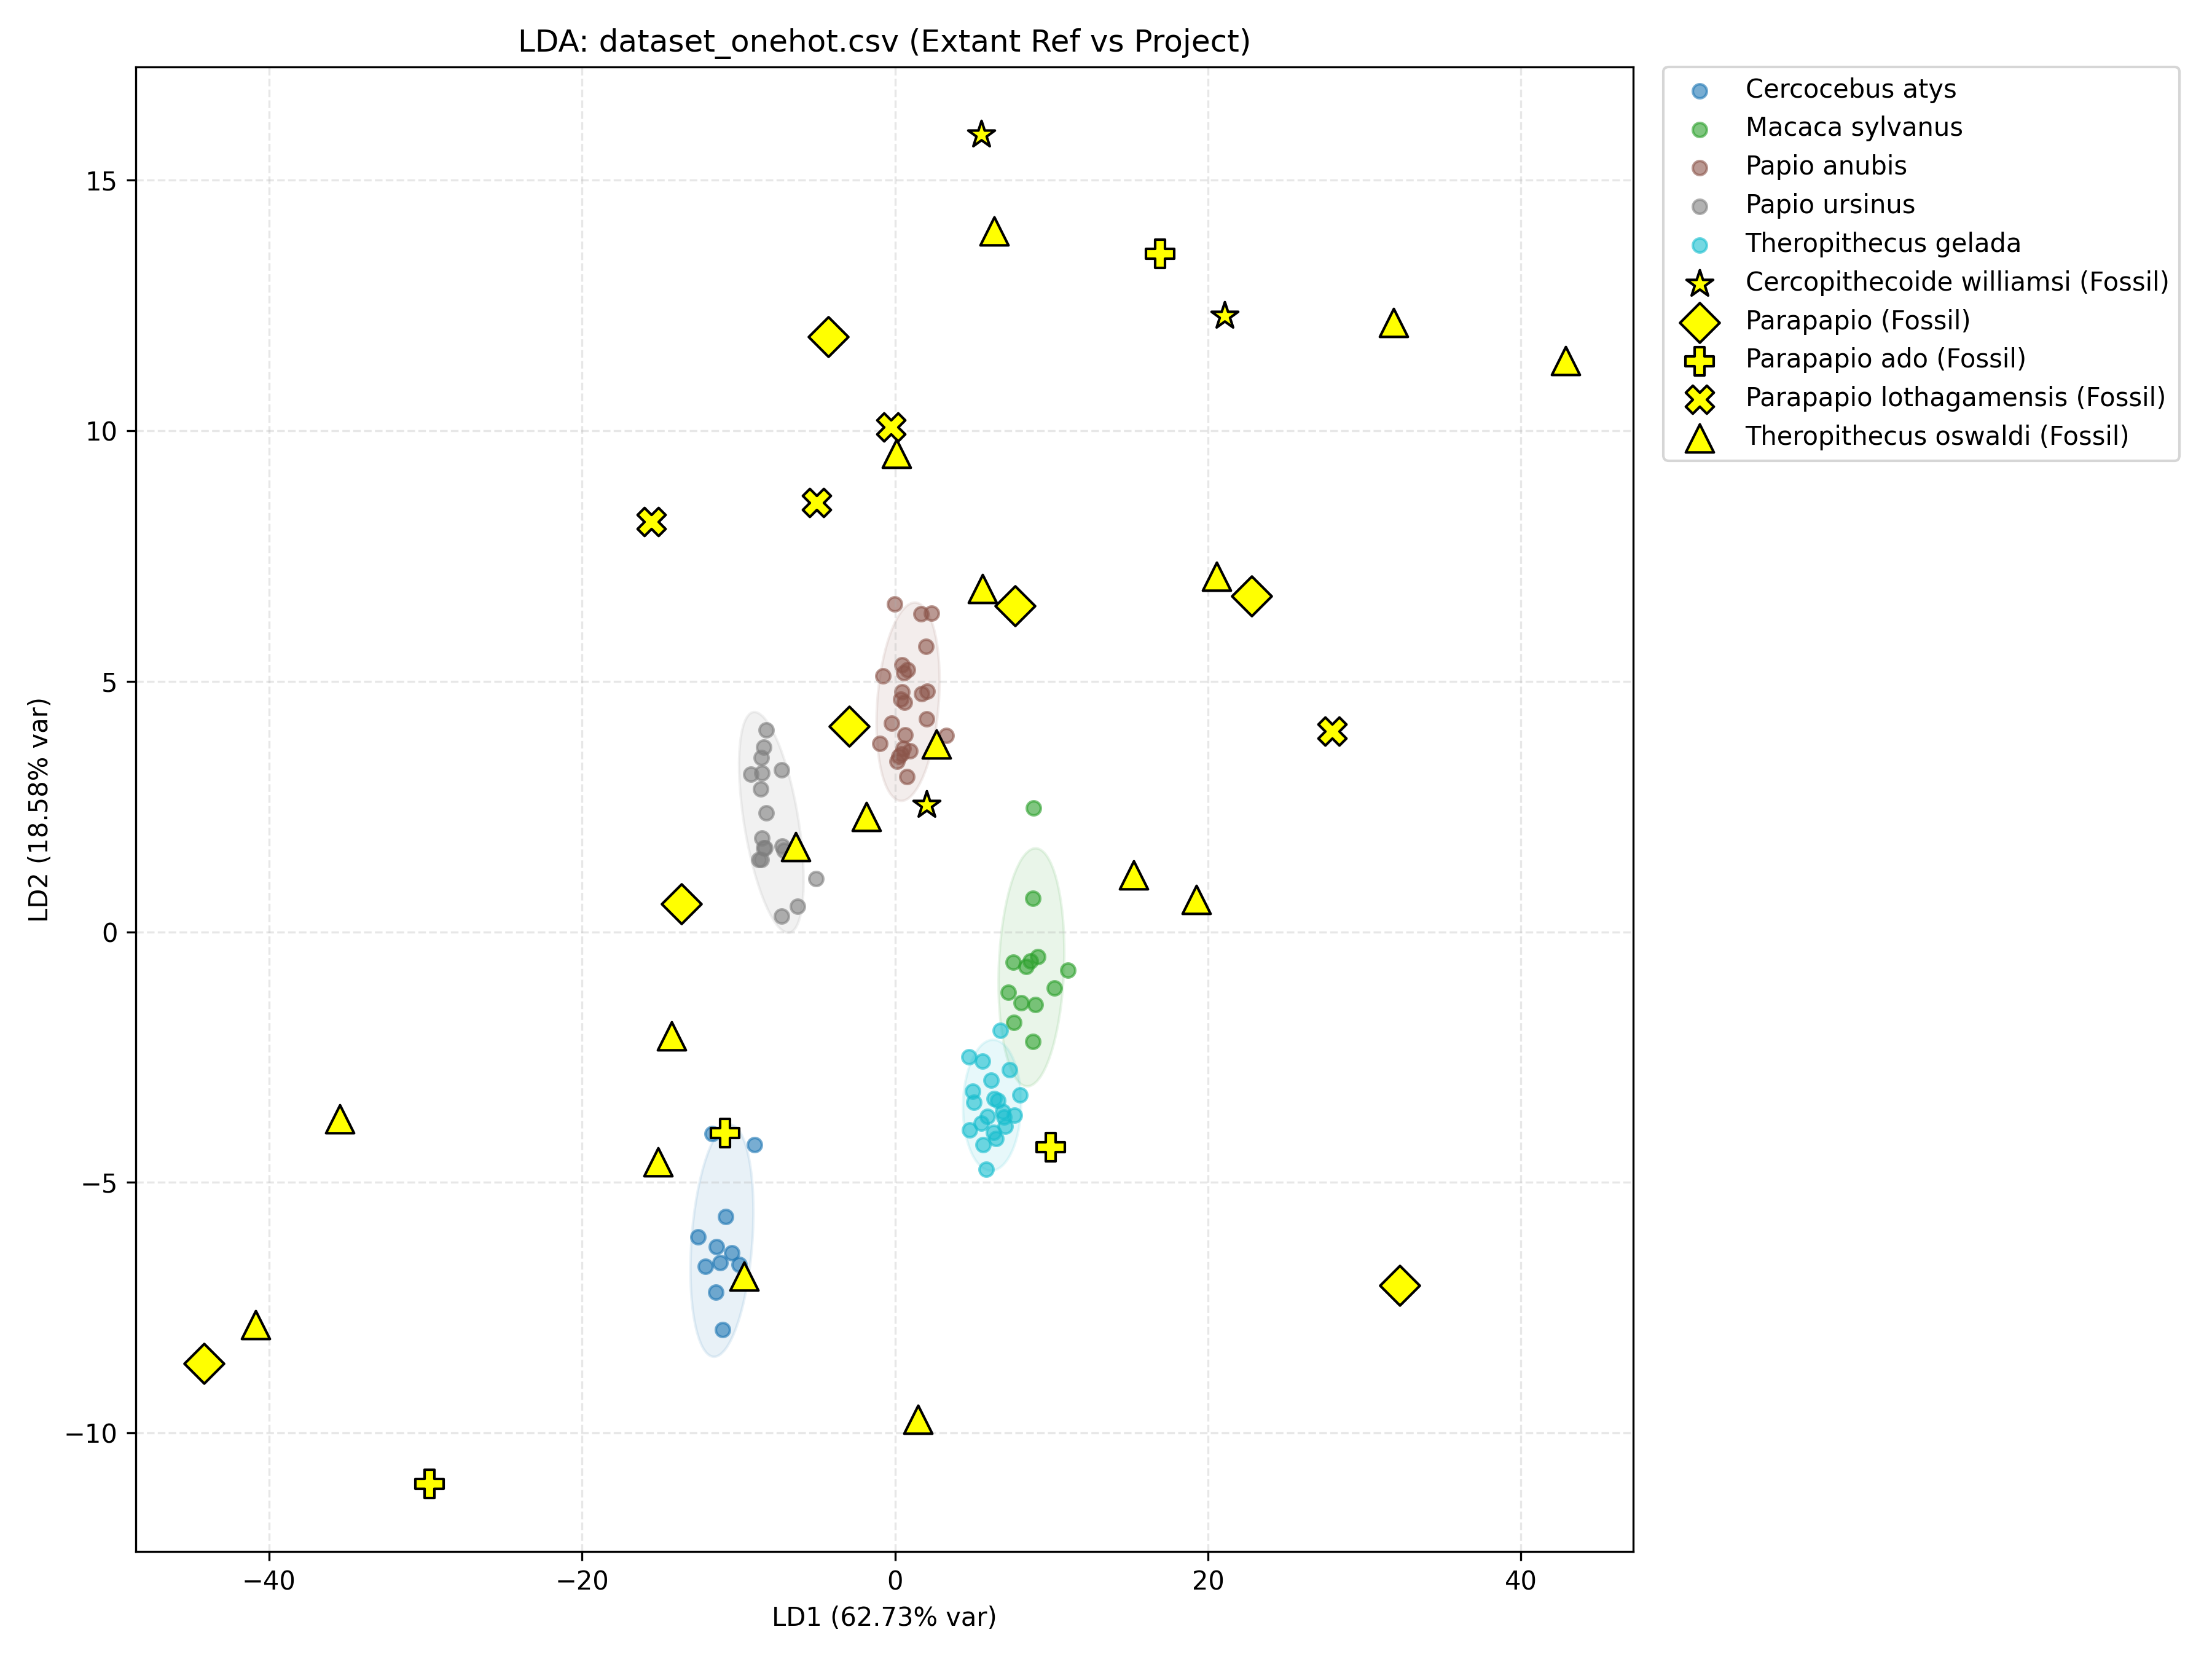 LDA: dataset_onehot.csv (Extant Ref vs Project)
Cercocebus atys
Macaca sylvanus
Papio anubis
Papio ursinus
Theropithecus gelada
Cercopithecoide williamsi (Fossil)
Parapapio (Fossil)
Parapapio ado (Fossil)
Parapapio lothagamensis (Fossil)
Theropithecus oswaldi (Fossil)
LD2 (18.58% var)
15
10
5
0
−5
−10
−40
−20
0
20
40
LD1 (62.73% var)